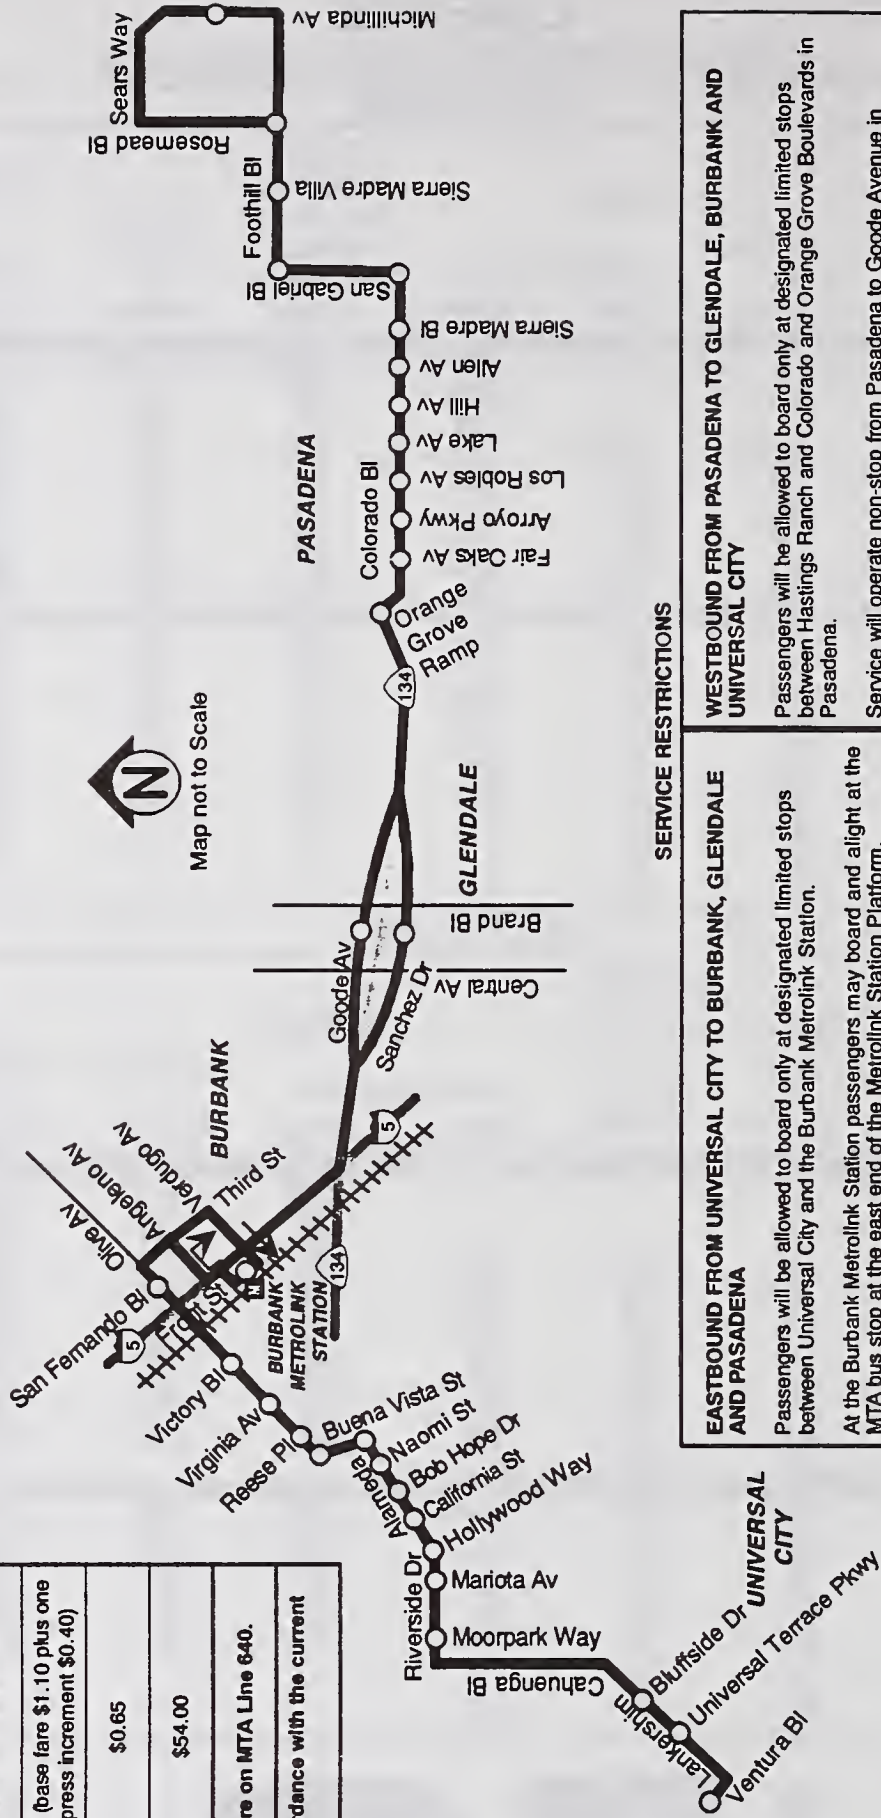 (base fare $1.10 plus one
press increment $0.40)
$0.65
$54.00
re on MTA Line 640.
rdance with the current
Michillinda Av
Sears Way
Rosemead Bl
Foothill Bl
Sierra Madre Villa
San Gabriel Bl
Sierra Madre Bl
Allen Av
Hill Av
Lake Av
Los Robles Av
Arroyo Pkwy
Fair Oaks Av
Colorado Bl
PASADENA
Orange
Grove
Ramp
134
N
Map not to Scale
GLENDALE
Brand Bl
Central Av
Goode Av
Sanchez Dr
BURBANK
Olive Av
Angeleno Av
Verdugo Av
Third St
San Fernando Bl
5
Front St
5
BURBANK
METROLINK
STATION
134
Victory Bl
Virginia Av
Reese Pl
Buena Vista St
Alameda
Naomi St
Bob Hope Dr
California St
Hollywood Way
Riverside Dr
Mariota Av
Moorpark Way
Cahuenga Bl
Lankershim
Bluffside Dr
UNIVERSAL
CITY
Universal Terrace Pkwy
Ventura Bl
SERVICE RESTRICTIONS
EASTBOUND FROM UNIVERSAL CITY TO BURBANK, GLENDALE
AND PASADENA
Passengers will be allowed to board only at designated limited stops
between Universal City and the Burbank Metrolink Station.
At the Burbank Metrolink Station passengers may board and alight at the
MTA bus stop at the east end of the Metrolink Station Platform.
WESTBOUND FROM PASADENA TO GLENDALE, BURBANK AND
UNIVERSAL CITY
Passengers will be allowed to board only at designated limited stops
between Hastings Ranch and Colorado and Orange Grove Boulevards in
Pasadena.
Service will operate non-stop from Pasadena to Goode Avenue in